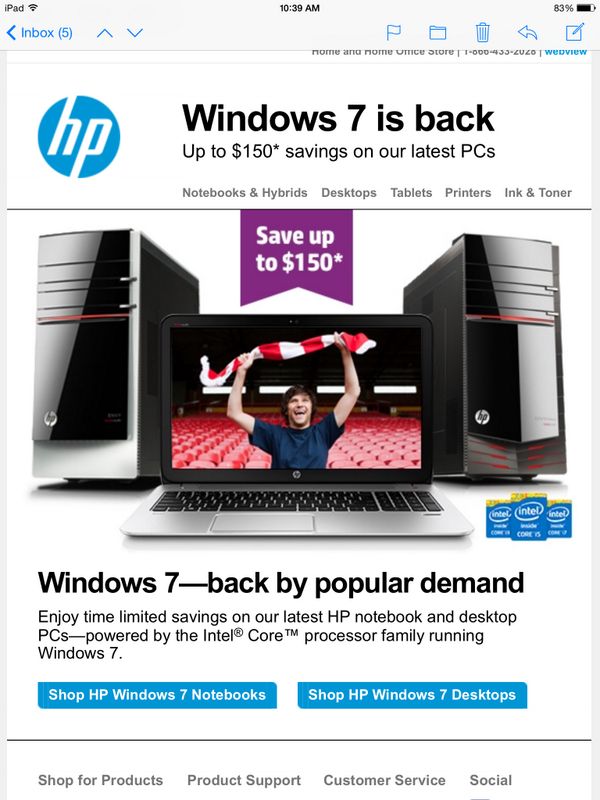 iPad 10:39 AM 83%
Inbox (5)
Home and Home Office Store | 1-866-433-2028 | webview
hp
Windows 7 is back
Up to $150* savings on our latest PCs
Notebooks & Hybrids Desktops Tablets Printers Ink & Toner
Save up
to $150*
hp
hp
hp
intel intel intel
inside inside inside
CORE i3 CORE i5 CORE i7
Windows 7—back by popular demand
Enjoy time limited savings on our latest HP notebook and desktop
PCs—powered by the Intel® Core™ processor family running
Windows 7.
Shop HP Windows 7 Notebooks Shop HP Windows 7 Desktops
Shop for Products Product Support Customer Service Social